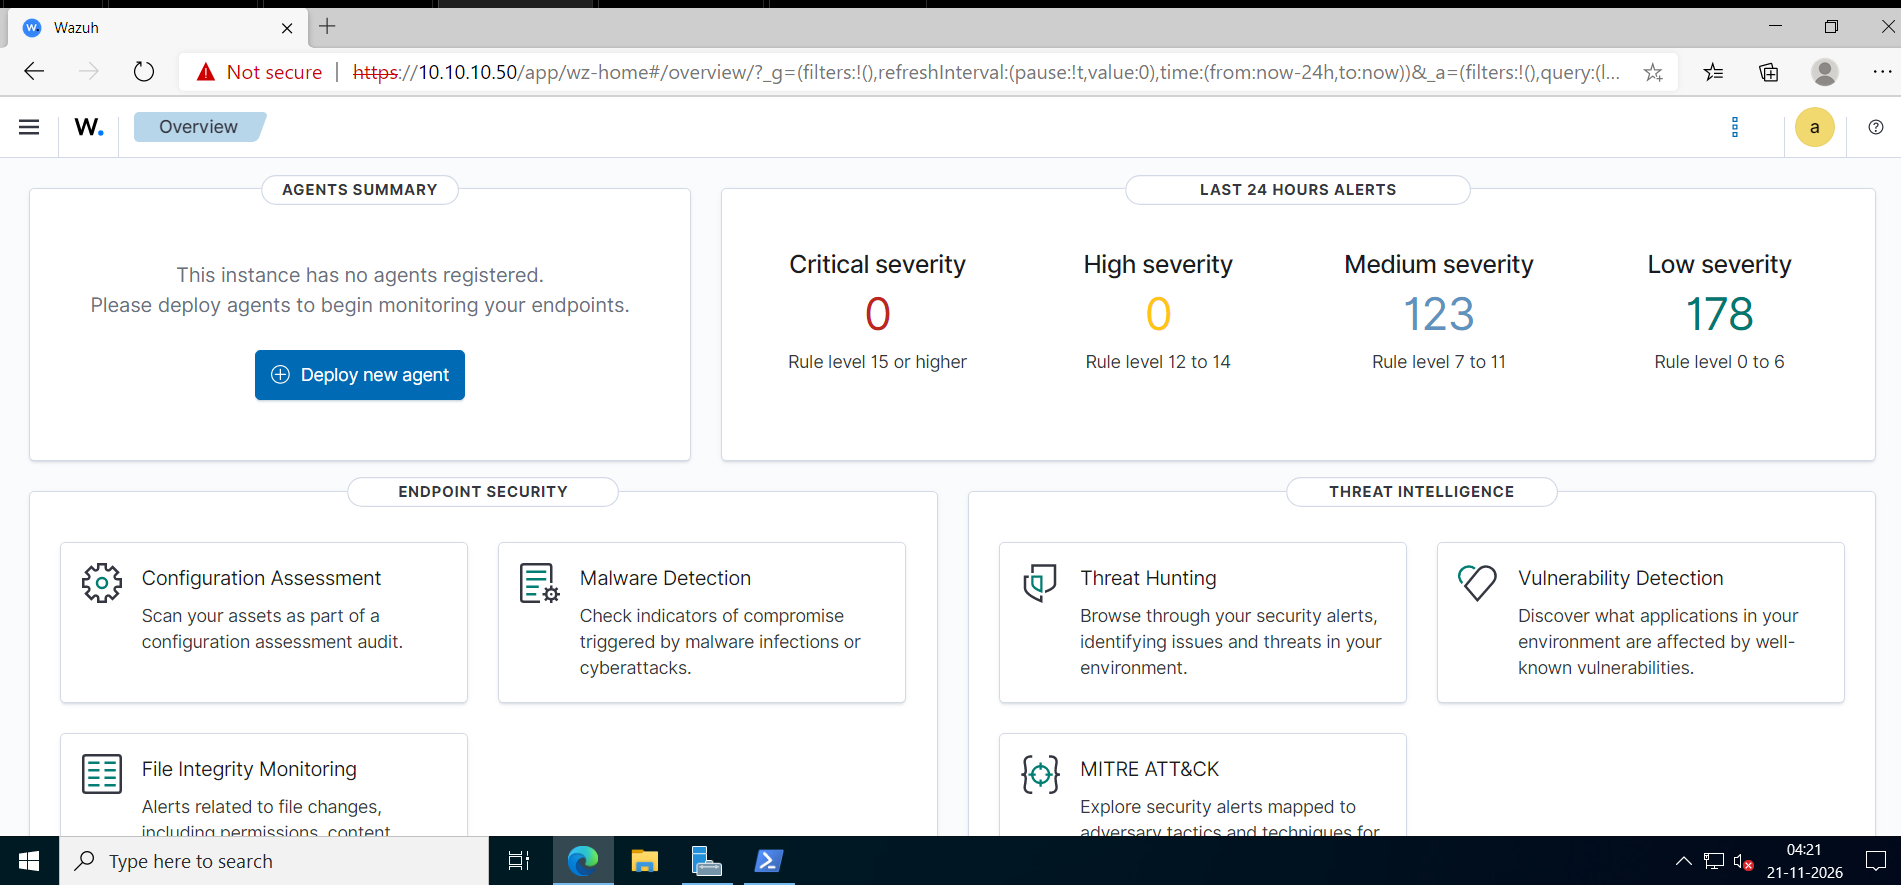 Wazuh
Not secure
https://10.10.10.50/app/wz-home#/overview/?_g=(filters:!(),refreshInterval:(pause:!t,value:0),time:(from:now-24h,to:now))&_a=(filters:!(),query:(l...
W.
Overview
a
AGENTS SUMMARY
This instance has no agents registered.
Please deploy agents to begin monitoring your endpoints.
Deploy new agent
LAST 24 HOURS ALERTS
Critical severity
0
Rule level 15 or higher
High severity
0
Rule level 12 to 14
Medium severity
123
Rule level 7 to 11
Low severity
178
Rule level 0 to 6
ENDPOINT SECURITY
Configuration Assessment
Scan your assets as part of a
configuration assessment audit.
Malware Detection
Check indicators of compromise
triggered by malware infections or
cyberattacks.
File Integrity Monitoring
Alerts related to file changes,
including permissions, content
THREAT INTELLIGENCE
Threat Hunting
Browse through your security alerts,
identifying issues and threats in your
environment.
Vulnerability Detection
Discover what applications in your
environment are affected by well-
known vulnerabilities.
MITRE ATT&CK
Explore security alerts mapped to
adversary tactics and techniques for
Type here to search
04:21
21-11-2026